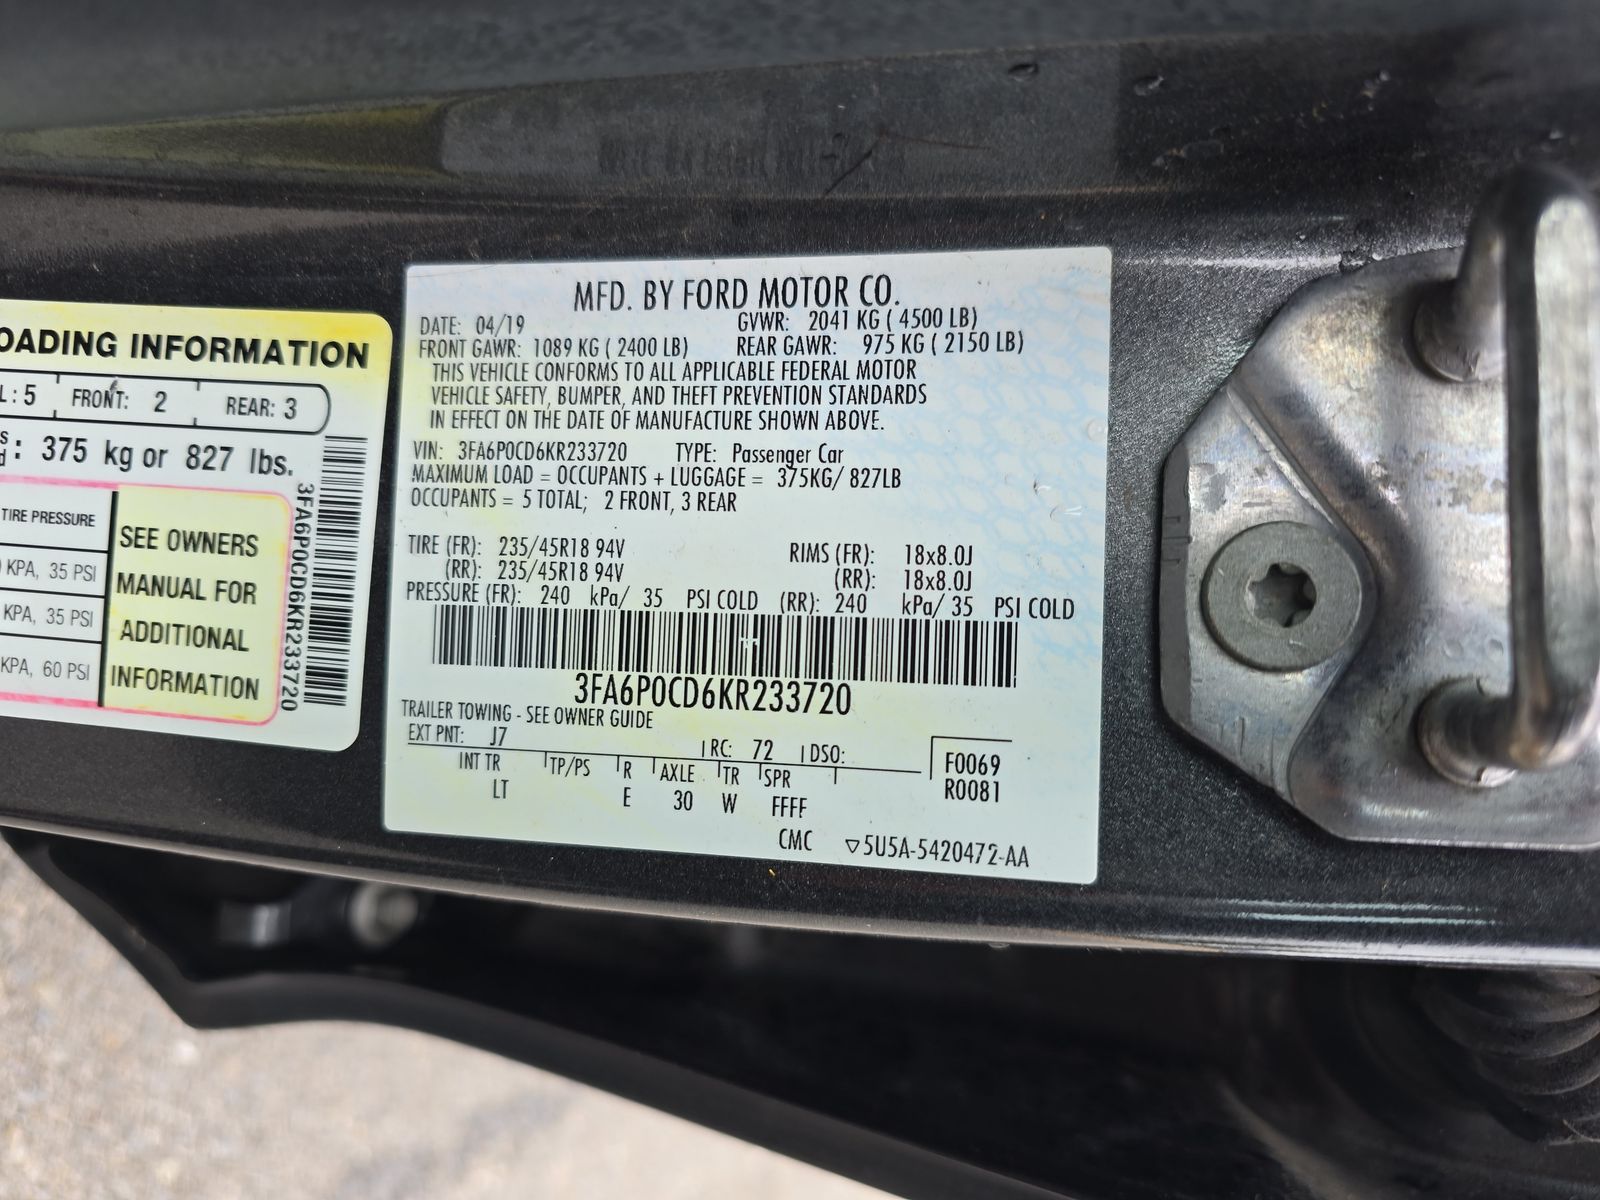 OADING INFORMATION
L: 5 FRONT: 2 REAR: 3
: 375 kg or 827 lbs.
TIRE PRESSURE
KPA, 35 PSI
KPA, 35 PSI
KPA, 60 PSI
SEE OWNERS
MANUAL FOR
ADDITIONAL
INFORMATION
3FA6P0CD6KR233720
MFD. BY FORD MOTOR CO.
DATE: 04/19 GVWR: 2041 KG ( 4500 LB)
FRONT GAWR: 1089 KG ( 2400 LB) REAR GAWR: 975 KG ( 2150 LB)
THIS VEHICLE CONFORMS TO ALL APPLICABLE FEDERAL MOTOR
VEHICLE SAFETY, BUMPER, AND THEFT PREVENTION STANDARDS
IN EFFECT ON THE DATE OF MANUFACTURE SHOWN ABOVE.
VIN: 3FA6P0CD6KR233720 TYPE: Passenger Car
MAXIMUM LOAD = OCCUPANTS + LUGGAGE = 375KG/ 827LB
OCCUPANTS = 5 TOTAL; 2 FRONT, 3 REAR
TIRE (FR): 235/45R18 94V RIMS (FR): 18x8.0J
(RR): 235/45R18 94V (RR): 18x8.0J
PRESSURE (FR): 240 kPa/ 35 PSI COLD (RR): 240 kPa/ 35 PSI COLD
3FA6P0CD6KR233720
TRAILER TOWING - SEE OWNER GUIDE
EXT PNT: J7 RC: 72 DSO:
INT TR TP/PS R AXLE TR SPR
LT E 30 W FFFF
F0069
R0081
CMC ▽5U5A-5420472-AA